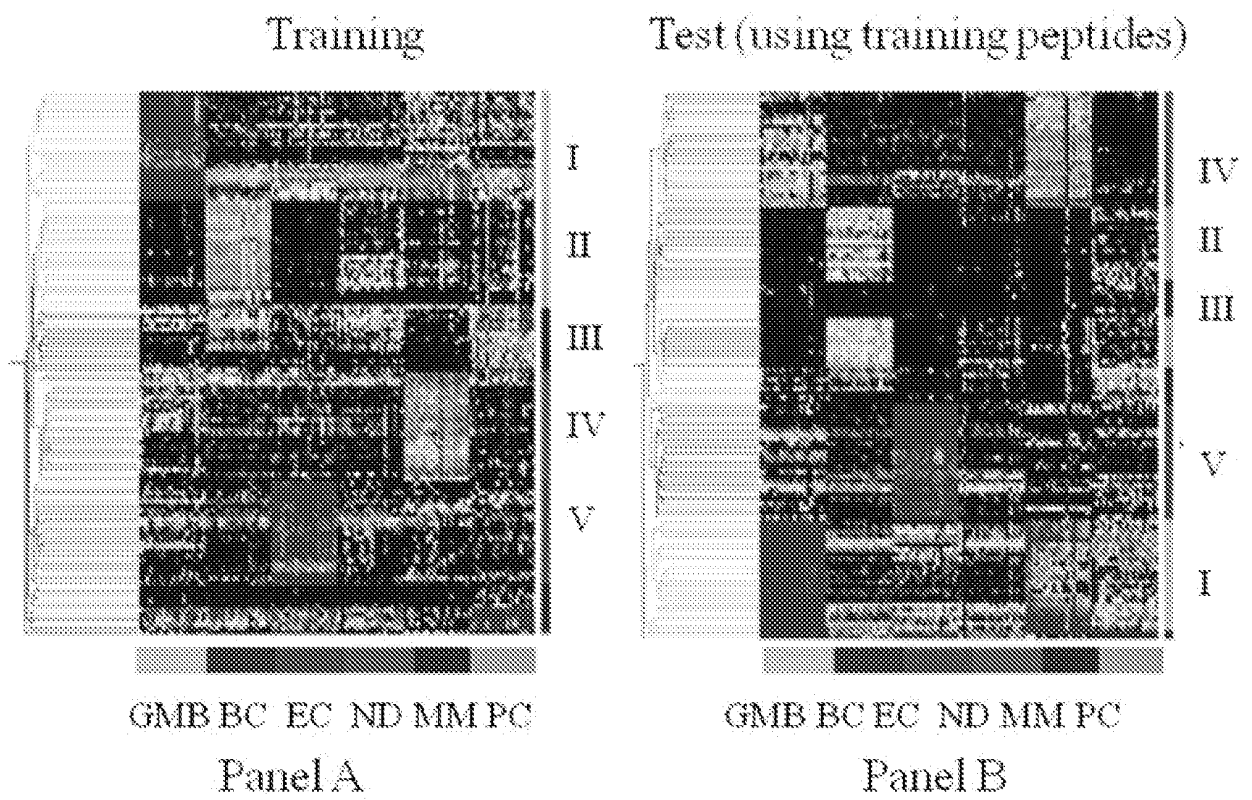 Training
Test (using training peptides)
I
II
III
IV
V
IV
II
III
V
I
GMB BC EC ND MM PC
GMB BC EC ND MM PC
Panel A
Panel B